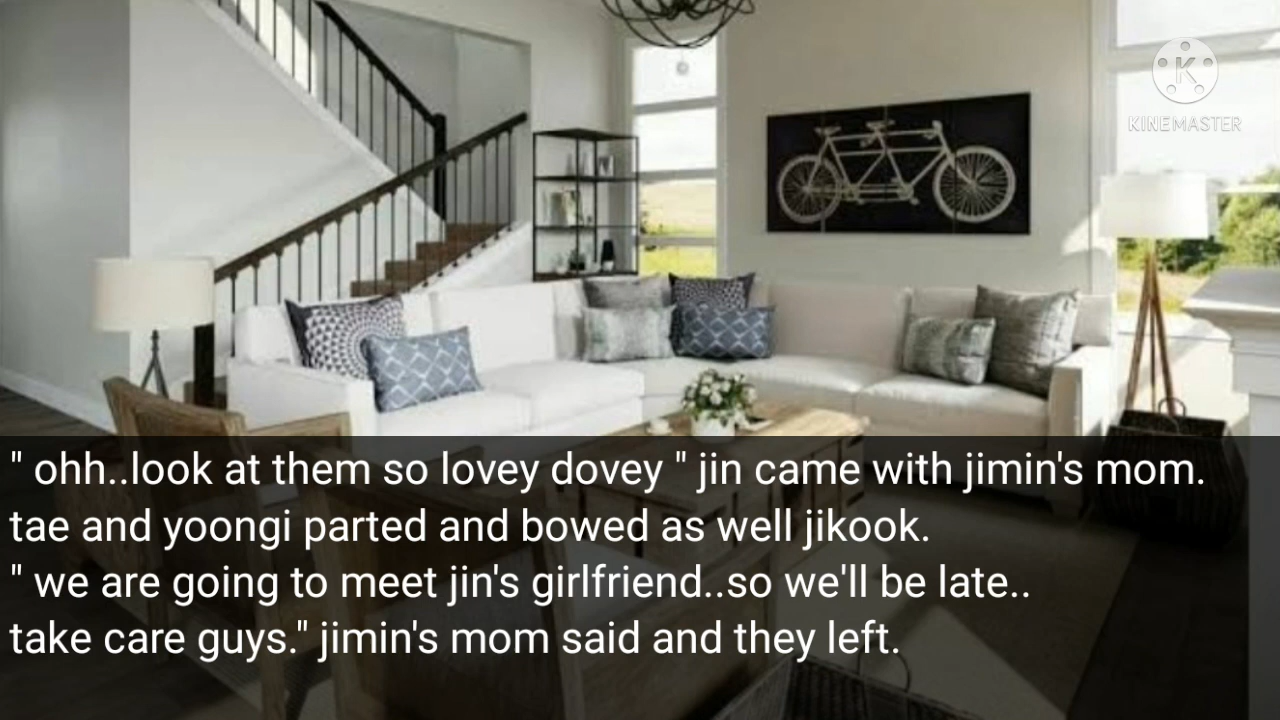 KINEMASTER
" ohh..look at them so lovey dovey " jin came with jimin's mom.
tae and yoongi parted and bowed as well jikook.
" we are going to meet jin's girlfriend..so we'll be late..
take care guys." jimin's mom said and they left.